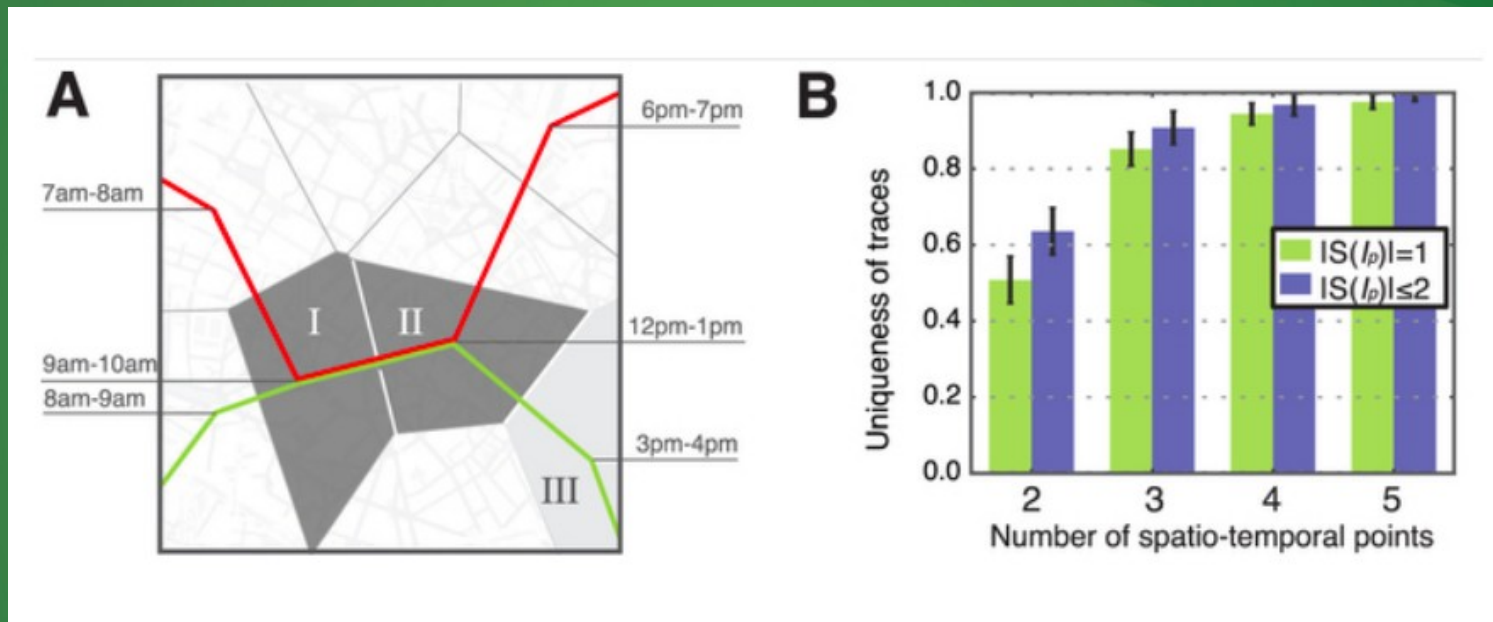 A
7am-8am
9am-10am
8am-9am
I
II
III
6pm-7pm
12pm-1pm
3pm-4pm
B
Uniqueness of traces
1.0
0.8
0.6
0.4
0.2
0.0
|S(Iₚ)|=1
|S(Iₚ)|≤2
2 3 4 5
Number of spatio-temporal points